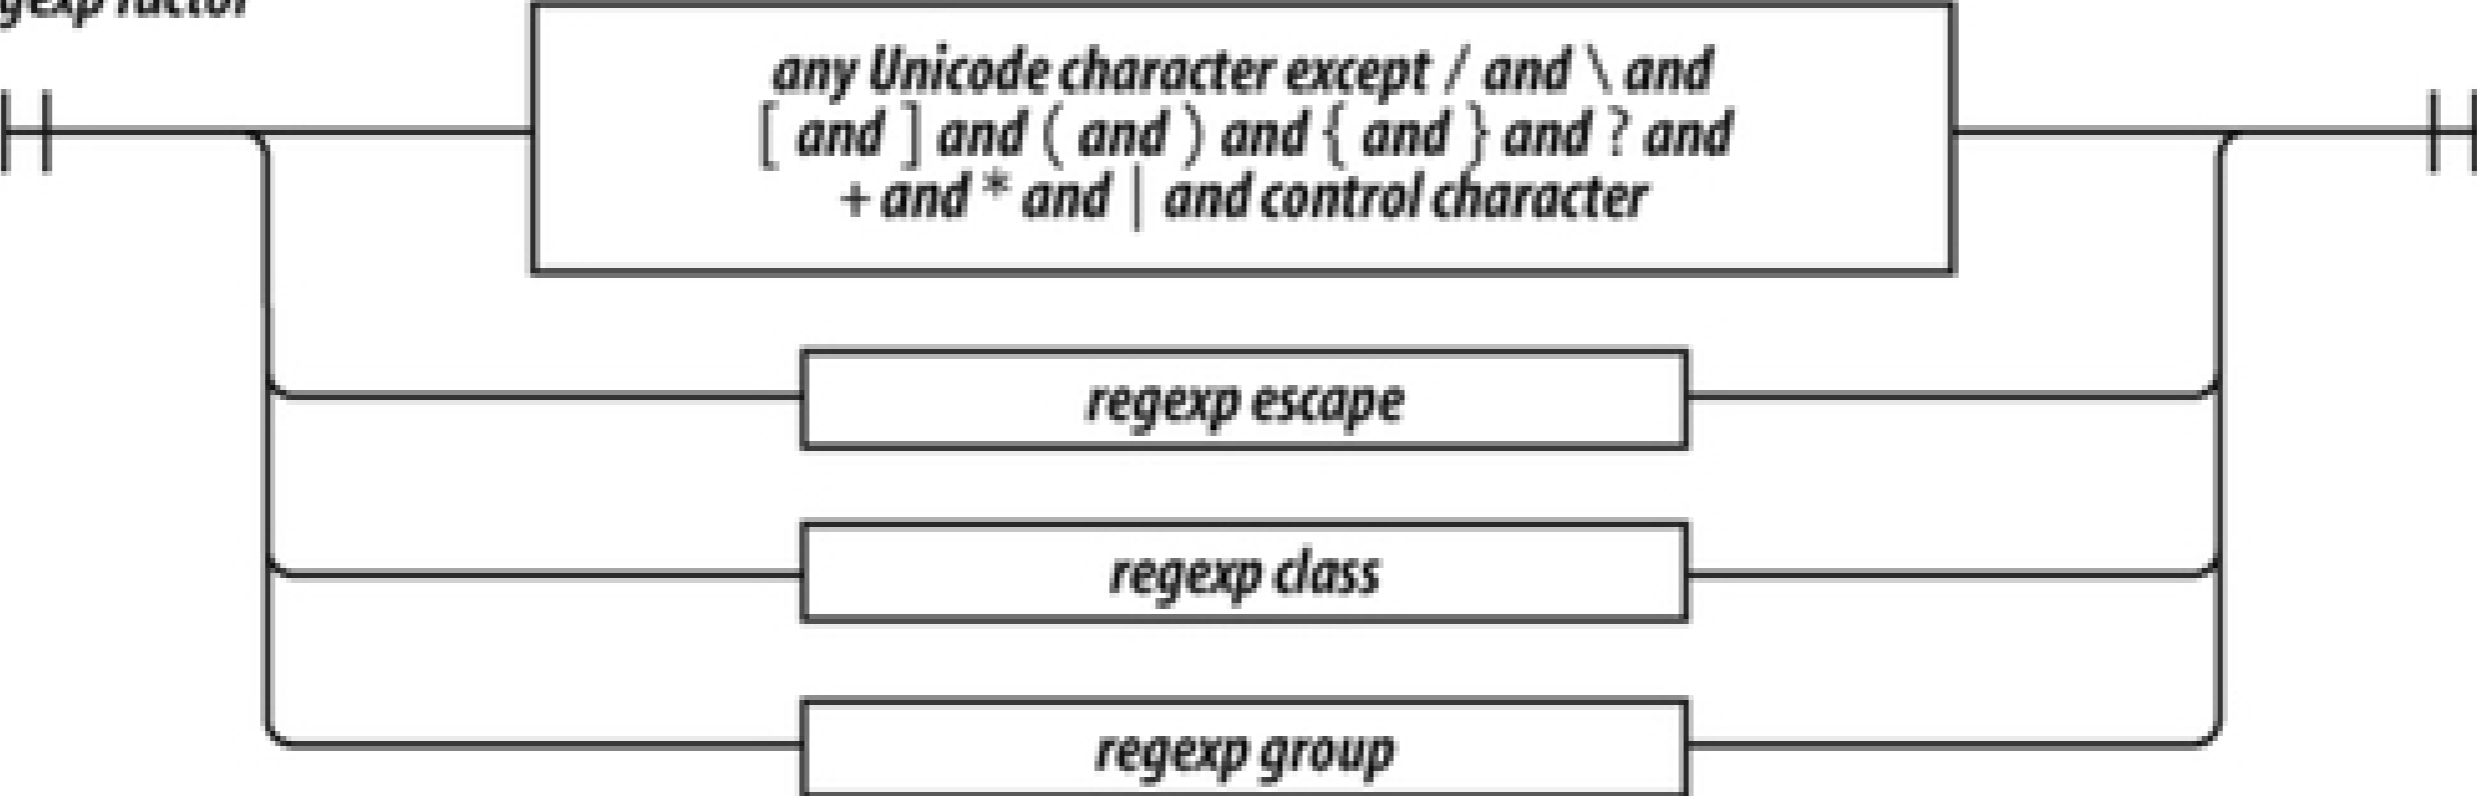 any Unicode character except / and \ and
[ and ] and ( and ) and { and } and ? and
+ and * and | and control character
regexp escape
regexp class
regexp group